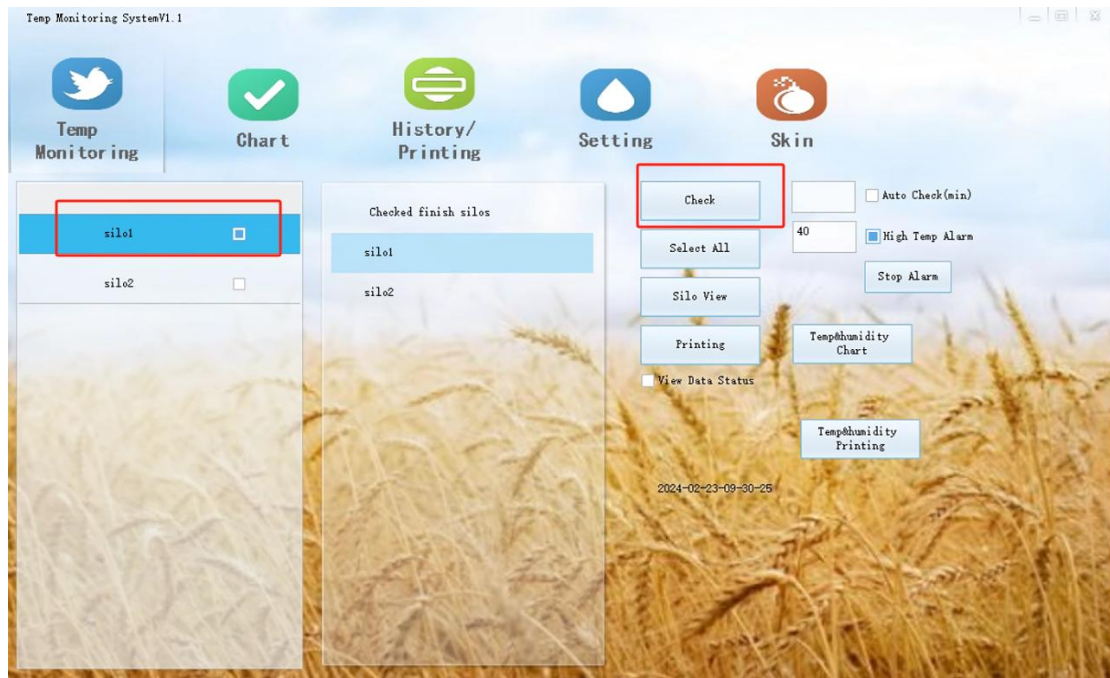 Temp Monitoring SystemV1.1
Temp
Monitoring
Chart
History/
Printing
Setting
Skin
silo1
silo2
Checked finish silos
silo1
silo2
Check
Auto Check(min)
Select All
40
High Temp Alarm
Stop Alarm
Silo View
Printing
Temp&humidity
Chart
View Data Status
Temp&humidity
Printing
2024-02-23-09-30-25